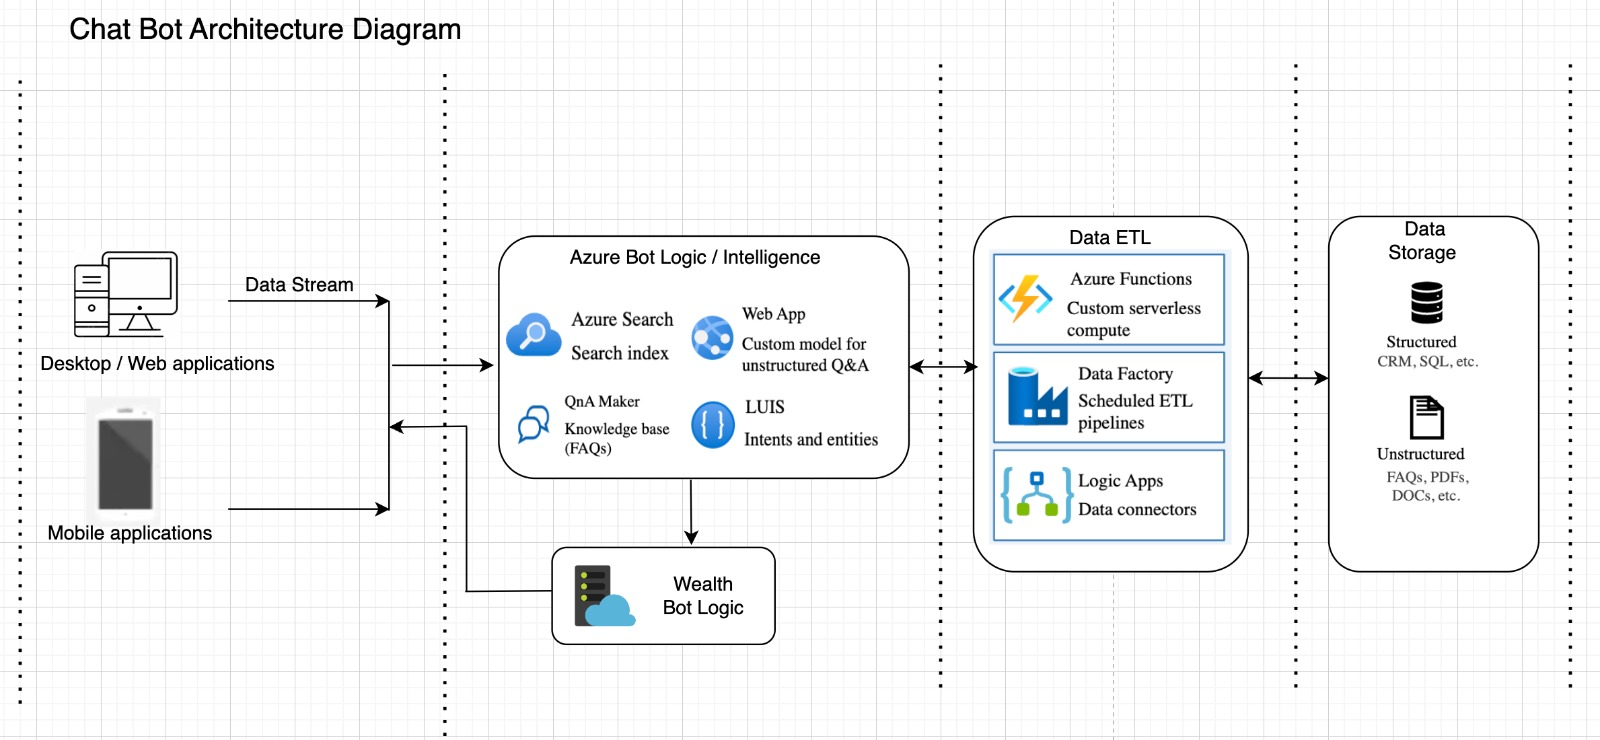 Chat Bot Architecture Diagram
Data Stream
Desktop / Web applications
Mobile applications
Azure Bot Logic / Intelligence
Azure Search
Search index
Web App
Custom model for
unstructured Q&A
QnA Maker
Knowledge base
(FAQs)
LUIS
Intents and entities
Wealth
Bot Logic
Data ETL
Azure Functions
Custom serverless
compute
Data Factory
Scheduled ETL
pipelines
Logic Apps
Data connectors
Data
Storage
Structured
CRM, SQL, etc.
Unstructured
FAQs, PDFs,
DOCs, etc.